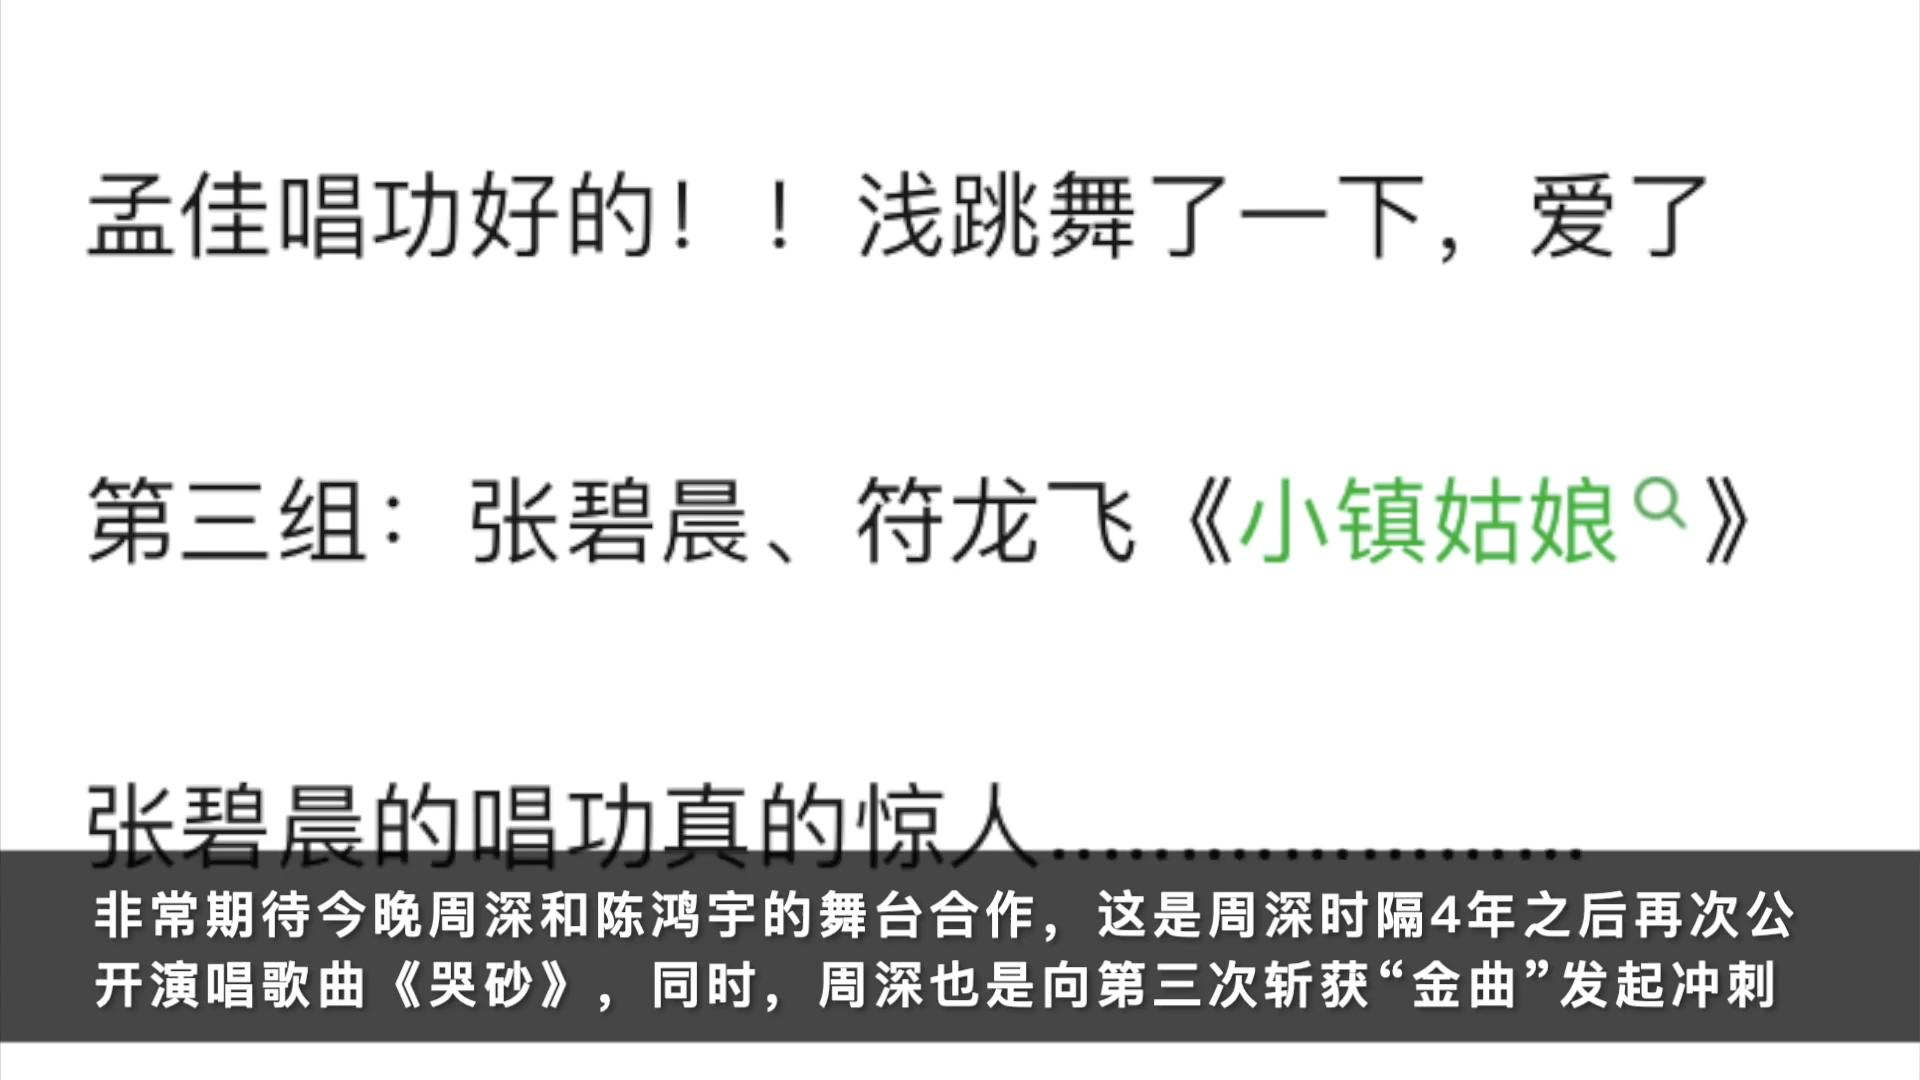 孟佳唱功好的！！浅跳舞了一下，爱了
第三组：张碧晨、符龙飞《小镇姑娘》
张碧晨的唱功真的惊人.....................
非常期待今晚周深和陈鸿宇的舞台合作，这是周深时隔4年之后再次公
开演唱歌曲《哭砂》，同时，周深也是向第三次斩获“金曲”发起冲刺